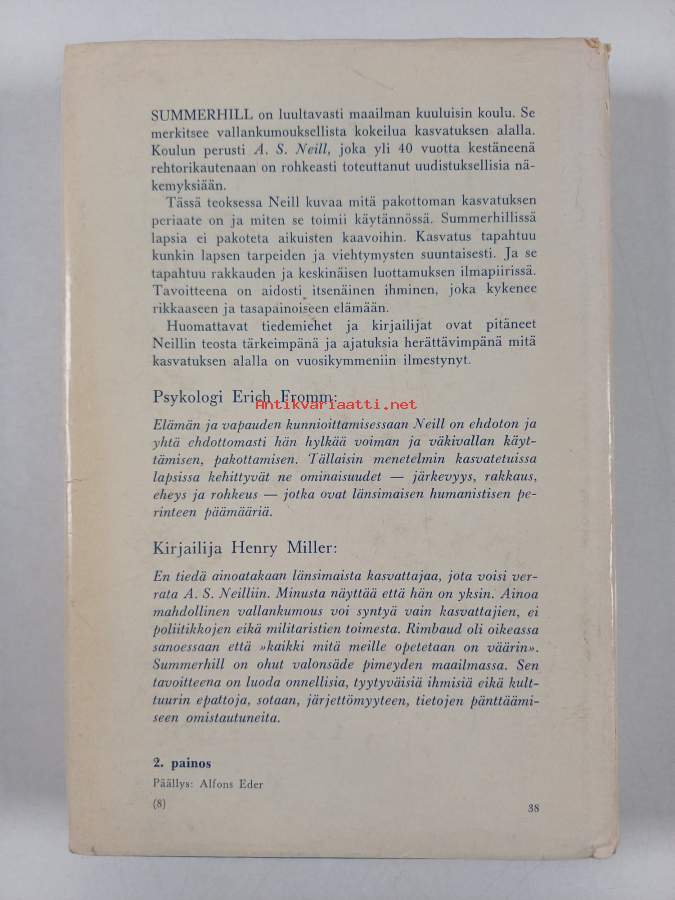 SUMMERHILL on luultavasti maailman kuuluisin koulu. Se
merkitsee vallankumouksellista kokeilua kasvatuksen alalla.
Koulun perusti A. S. Neill, joka yli 40 vuotta kestäneenä
rehtorikautenaan on rohkeasti toteuttanut uudistuksellisia nä-
kemyksiään.
Tässä teoksessa Neill kuvaa mitä pakottoman kasvatuksen
periaate on ja miten se toimii käytännössä. Summerhillissä
lapsia ei pakoteta aikuisten kaavoihin. Kasvatus tapahtuu
kunkin lapsen tarpeiden ja viehtymysten suuntaisesti. Ja se
tapahtuu rakkauden ja keskinäisen luottamuksen ilmapiirissä.
Tavoitteena on aidosti itsenäinen ihminen, joka kykenee
rikkaaseen ja tasapainoiseen elämään.
Huomattavat tiedemiehet ja kirjailijat ovat pitäneet
Neillin teosta tärkeimpänä ja ajatuksia herättävimpänä mitä
kasvatuksen alalla on vuosikymmeniin ilmestynyt.
Psykologi Erich Fromm:
Antikvariaatti.net
Elämän ja vapauden kunnioittamisessaan Neill on ehdoton ja
yhtä ehdottomasti hän hylkää voiman ja väkivallan käyt-
tämisen, pakottamisen. Tällaisin menetelmin kasvatetuissa
lapsissa kehittyvät ne ominaisuudet — järkevyys, rakkaus,
eheys ja rohkeus — jotka ovat länsimaisen humanistisen pe-
rinteen päämääriä.
Kirjailija Henry Miller:
En tiedä ainoatakaan länsimaista kasvattajaa, jota voisi ver-
rata A. S. Neilliin. Minusta näyttää että hän on yksin. Ainoa
mahdollinen vallankumous voi syntyä vain kasvattajien, ei
poliitikkojen eikä militaristien toimesta. Rimbaud oli oikeassa
sanoessaan että »kaikki mitä meille opetetaan on väärin».
Summerhill on ohut valonsäde pimeyden maailmassa. Sen
tavoitteena on luoda onnellisia, tyytyväisiä ihmisiä eikä kult-
tuurin epattoja, sotaan, järjettömyyteen, tietojen pänttäämi-
seen omistautuneita.
2. painos
Päällys: Alfons Eder
(8)
38